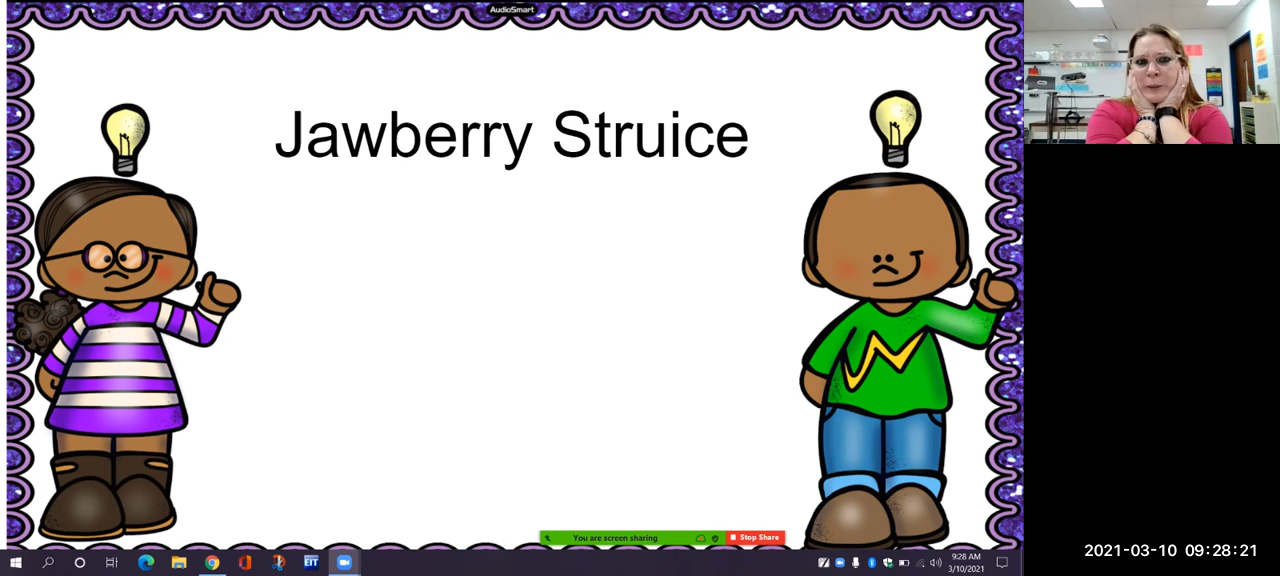 AudioSmart
Jawberry Struice
You are screen sharing
Stop Share
EIT
9:28 AM
3/10/2021
2021-03-10 09:28:21